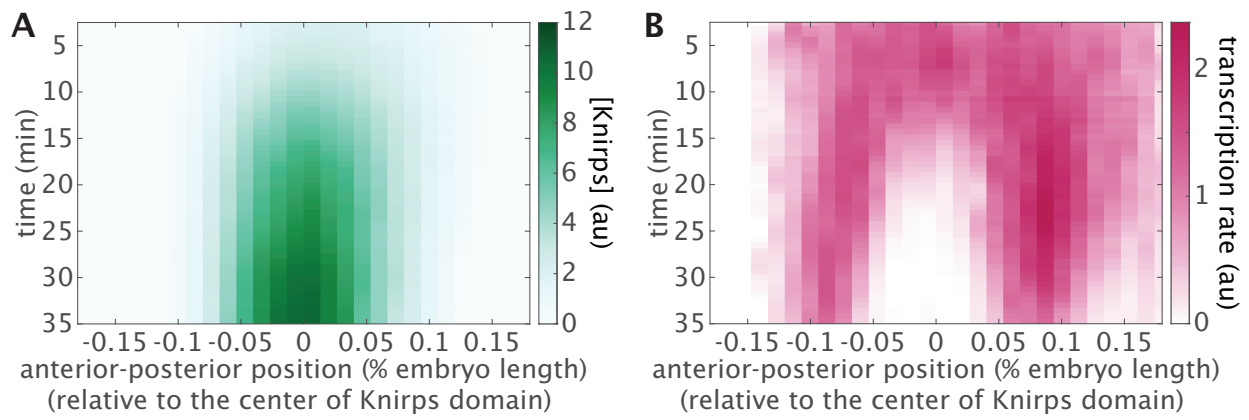 A
time (min)
5
10
15
20
25
30
35
-0.15 -0.1 -0.05 0 0.05 0.1 0.15
anterior-posterior position (% embryo length)
(relative to the center of Knirps domain)
12
10
8
6
4
2
0
[Knirps] (au)
B
time (min)
5
10
15
20
25
30
35
-0.15 -0.1 -0.05 0 0.05 0.1 0.15
anterior-posterior position (% embryo length)
(relative to the center of Knirps domain)
2
1
0
transcription rate (au)